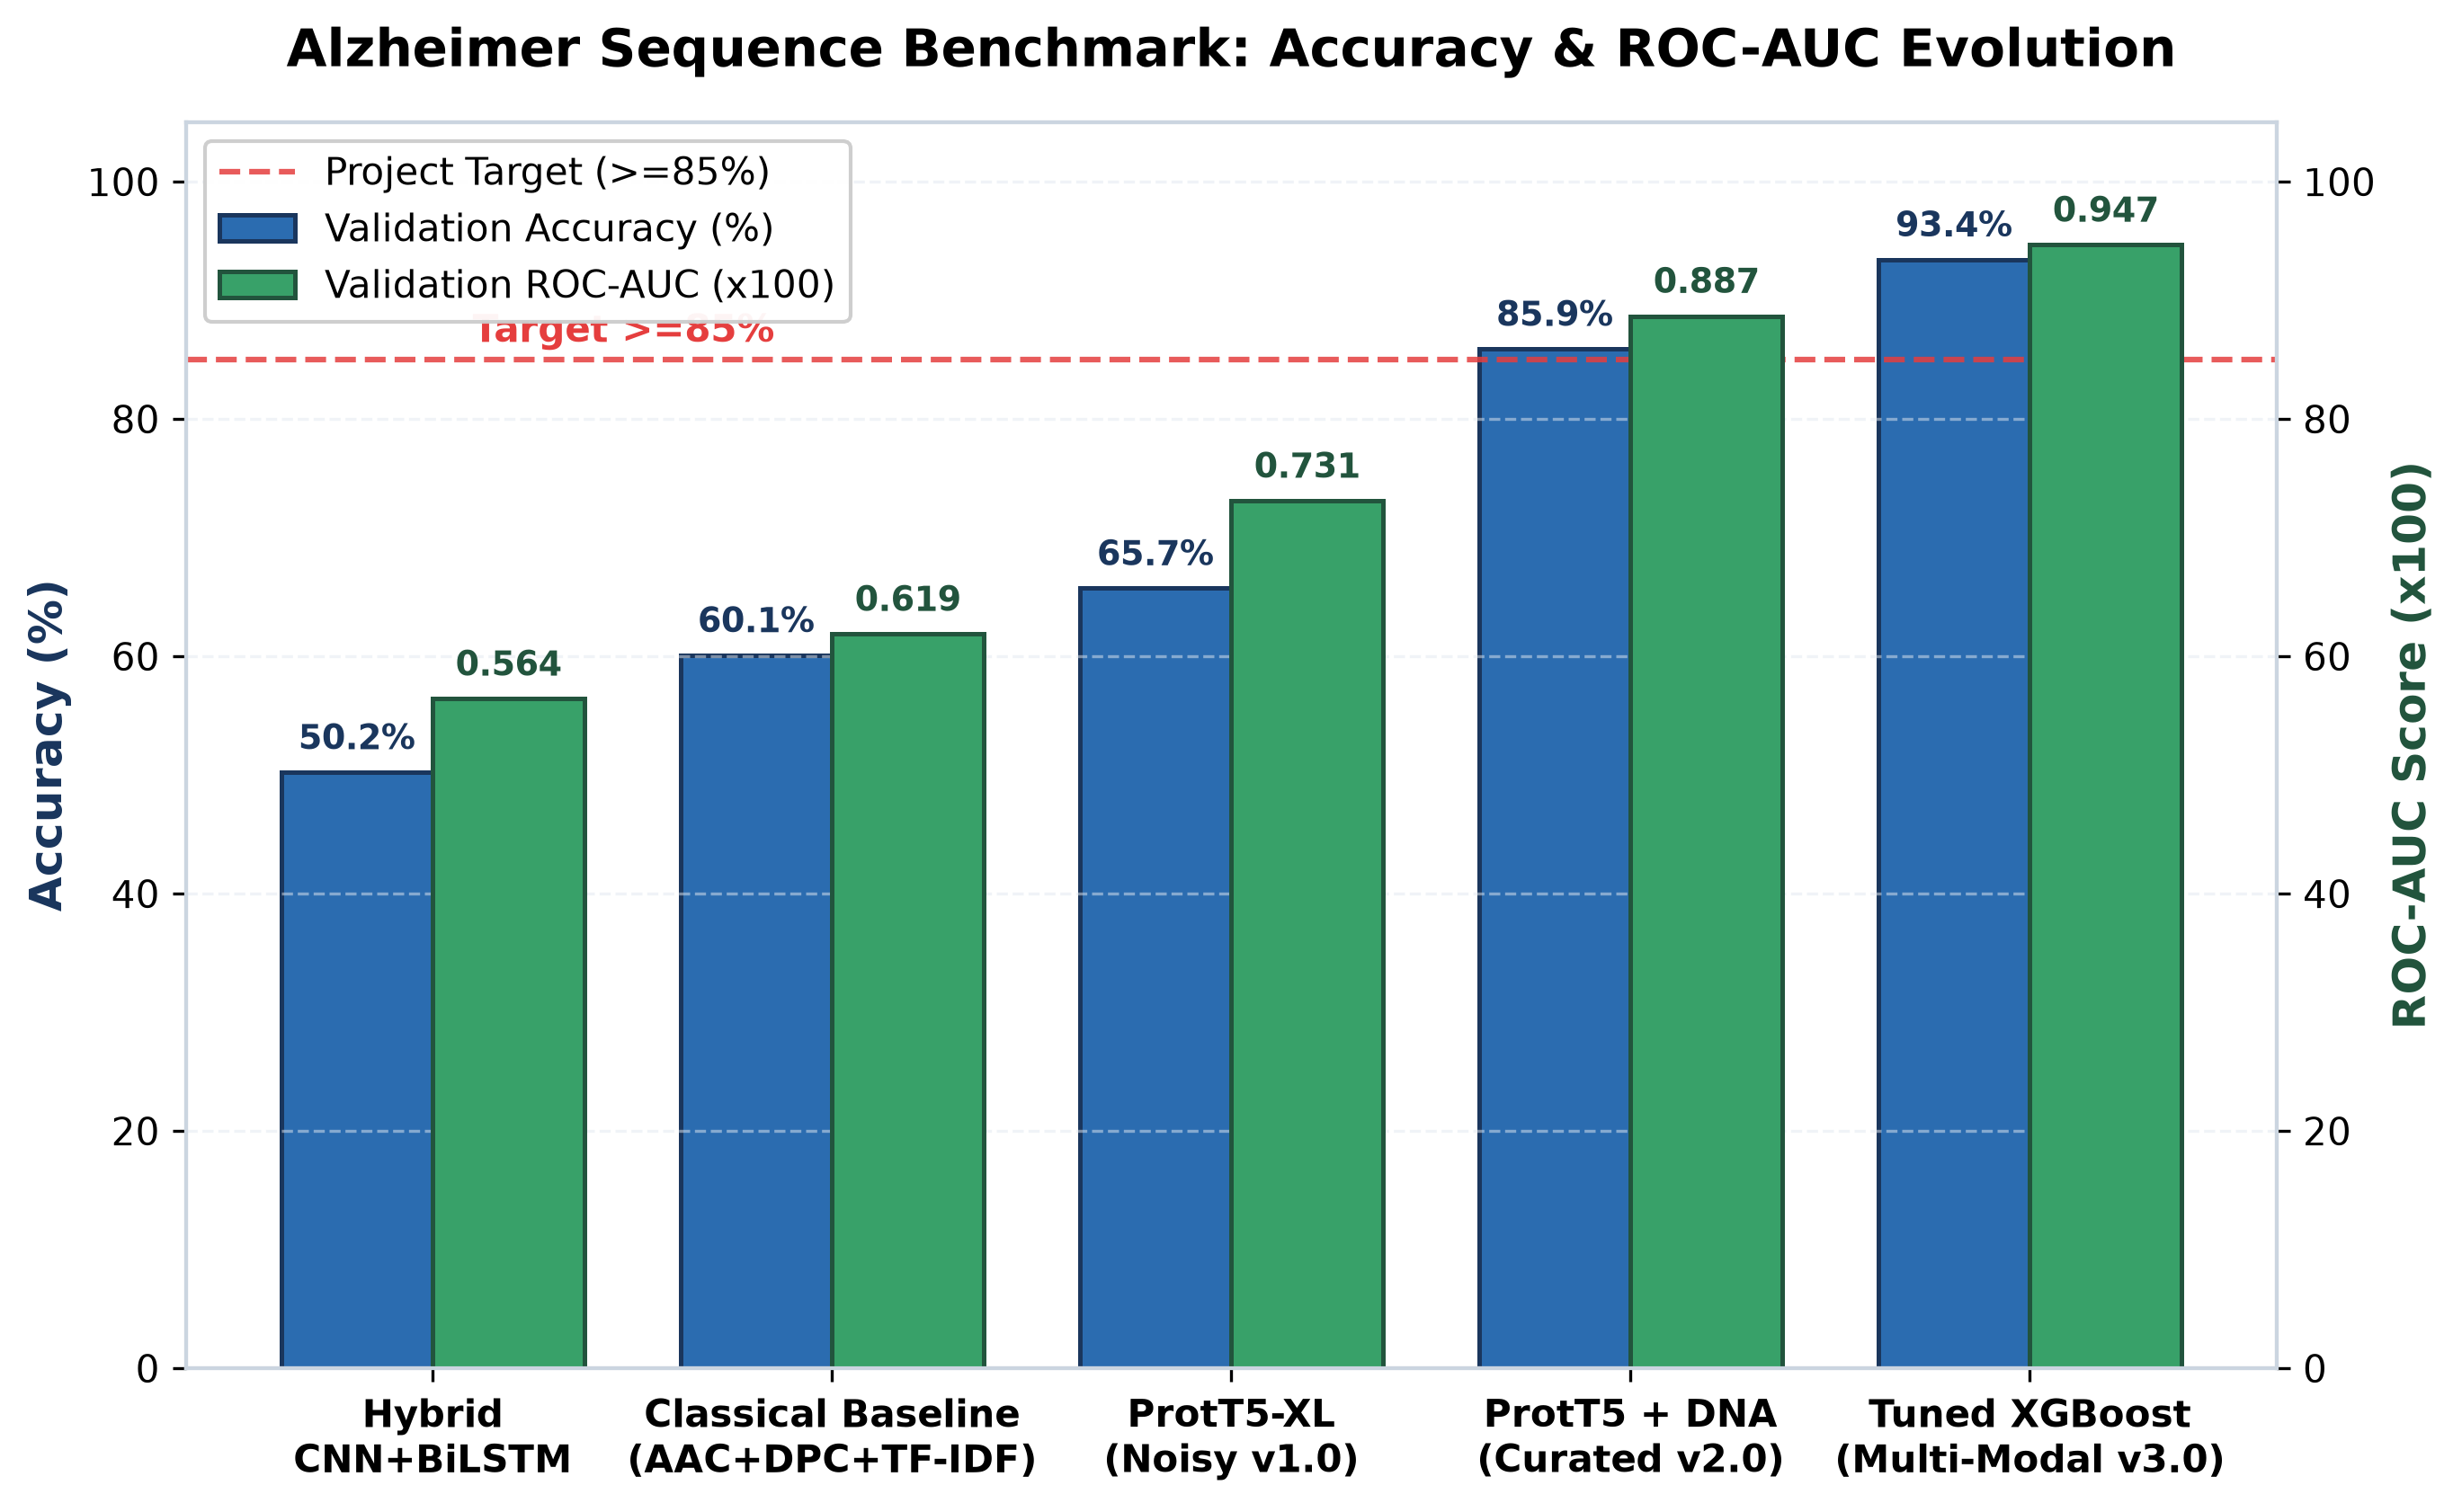 Alzheimer Sequence Benchmark: Accuracy & ROC-AUC Evolution
Project Target (>=85%)
Validation Accuracy (%)
Validation ROC-AUC (x100)
Target >=85%
Accuracy (%)
100
80
60
40
20
0
50.2%
0.564
60.1%
0.619
65.7%
0.731
85.9%
0.887
93.4%
0.947
100
80
60
40
20
0
ROC-AUC Score (x100)
Hybrid
CNN+BiLSTM
Classical Baseline
(AAC+DPC+TF-IDF)
ProtT5-XL
(Noisy v1.0)
ProtT5 + DNA
(Curated v2.0)
Tuned XGBoost
(Multi-Modal v3.0)